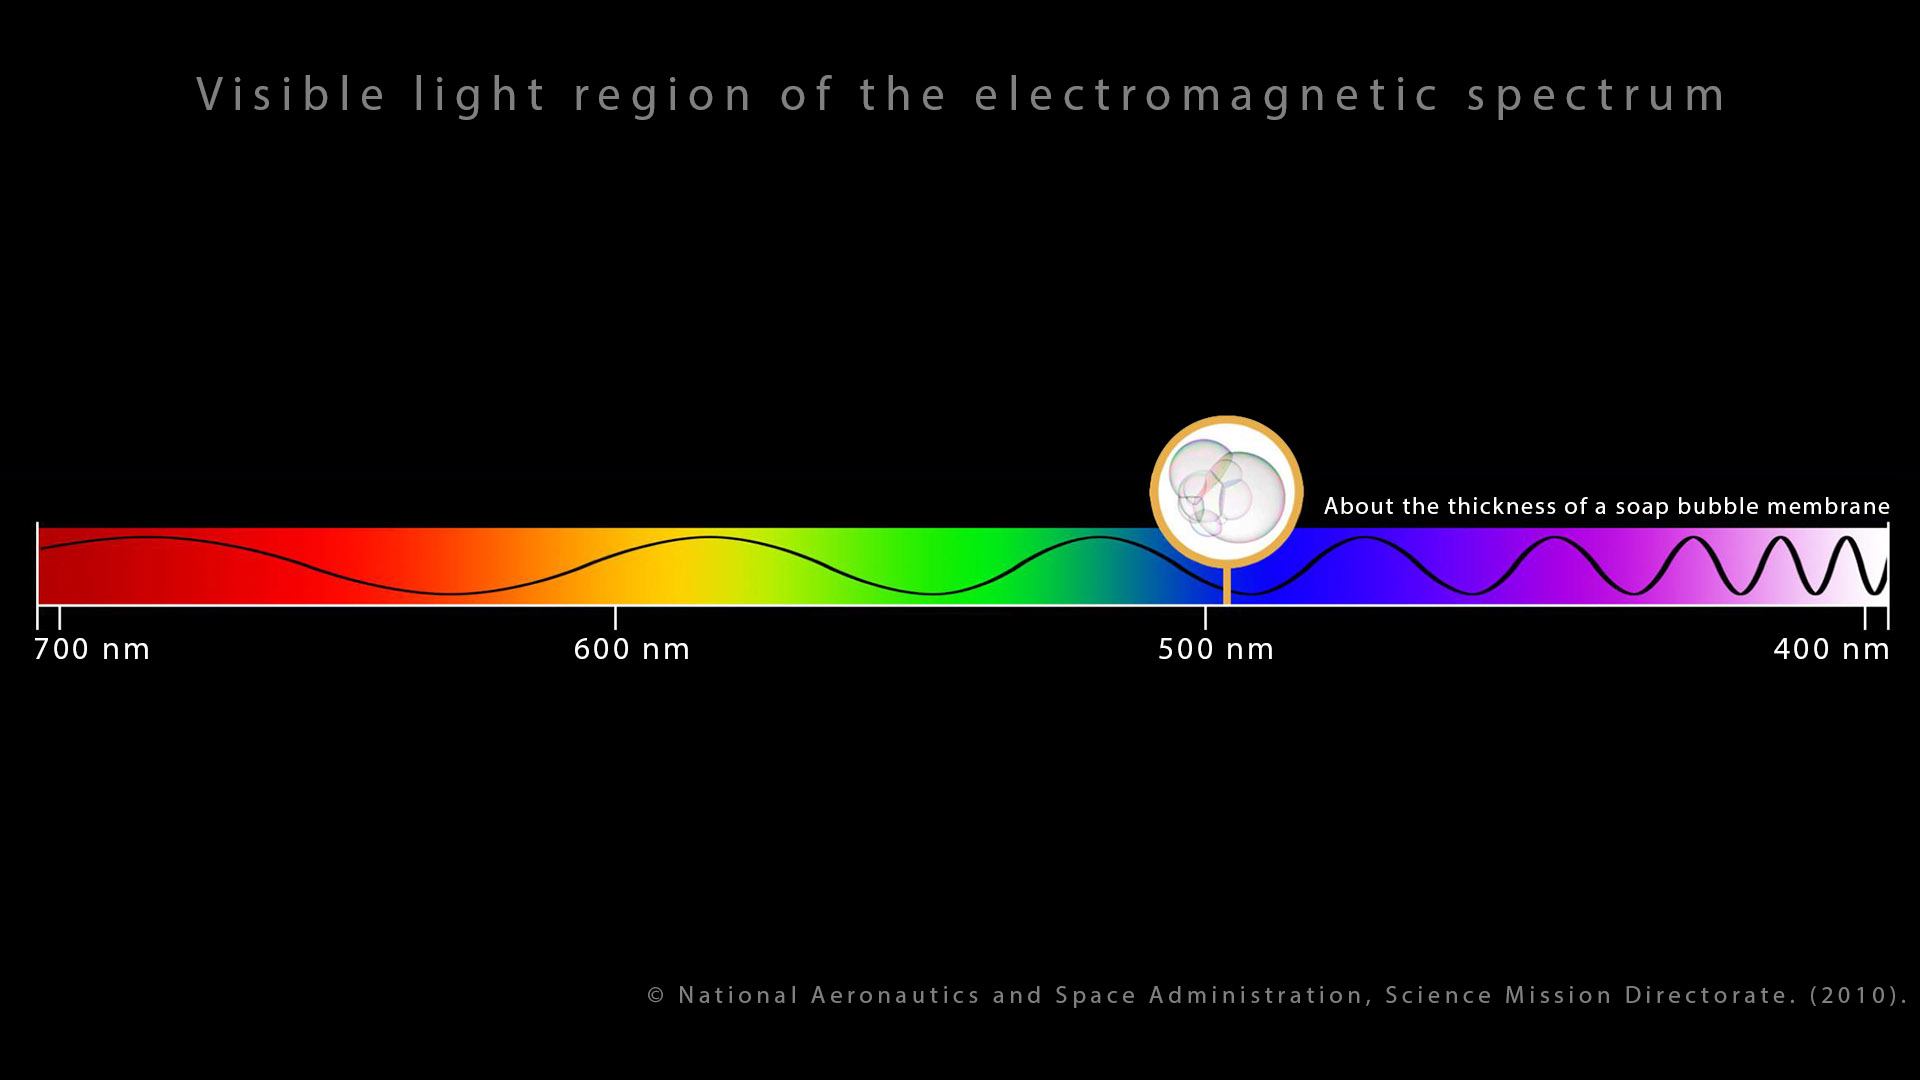 Visible light region of the electromagnetic spectrum
About the thickness of a soap bubble membrane
700 nm 600 nm 500 nm 400 nm
© National Aeronautics and Space Administration, Science Mission Directorate. (2010).